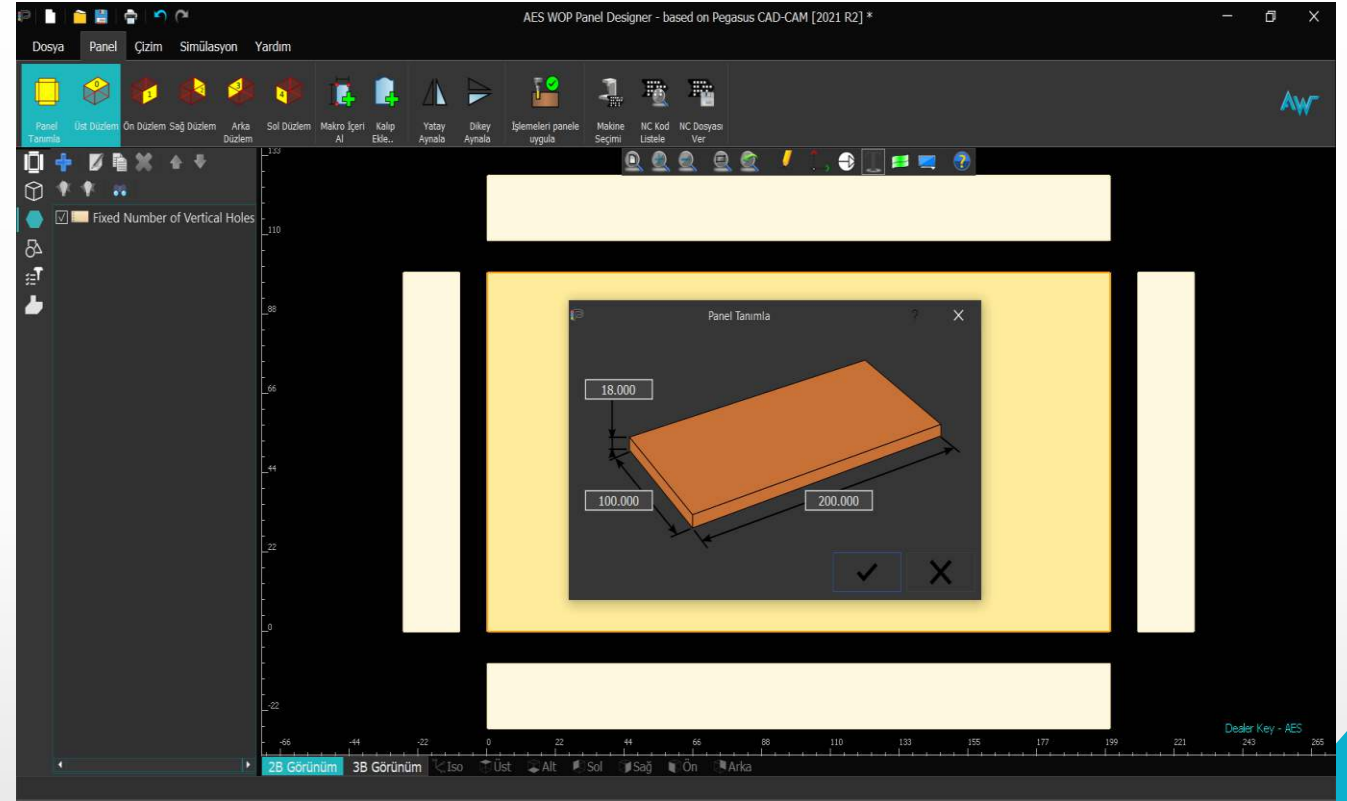 AES WOP Panel Designer - based on Pegasus CAD-CAM [2021 R2] *
Dosya Panel Çizim Simülasyon Yardım
Panel Tanımla
Üst Düzlem
Ön Düzlem
Sağ Düzlem
Arka Düzlem
Sol Düzlem
Makro İçeri Al
Kalıp Ekle..
Yatay Aynala
Dikey Aynala
İşlemeleri panele uygula
Makine Seçimi
NC Kod Listele
NC Dosyası Ver
AW
Fixed Number of Vertical Holes
133
110
88
66
44
22
0
-22
Panel Tanımla
18.000
100.000
200.000
Dealer Key - AES
-66 -44 -22 0 22 44 66 88 110 133 155 177 199 221 243 265
2B Görünüm 3B Görünüm Iso Üst Alt Sol Sağ Ön Arka